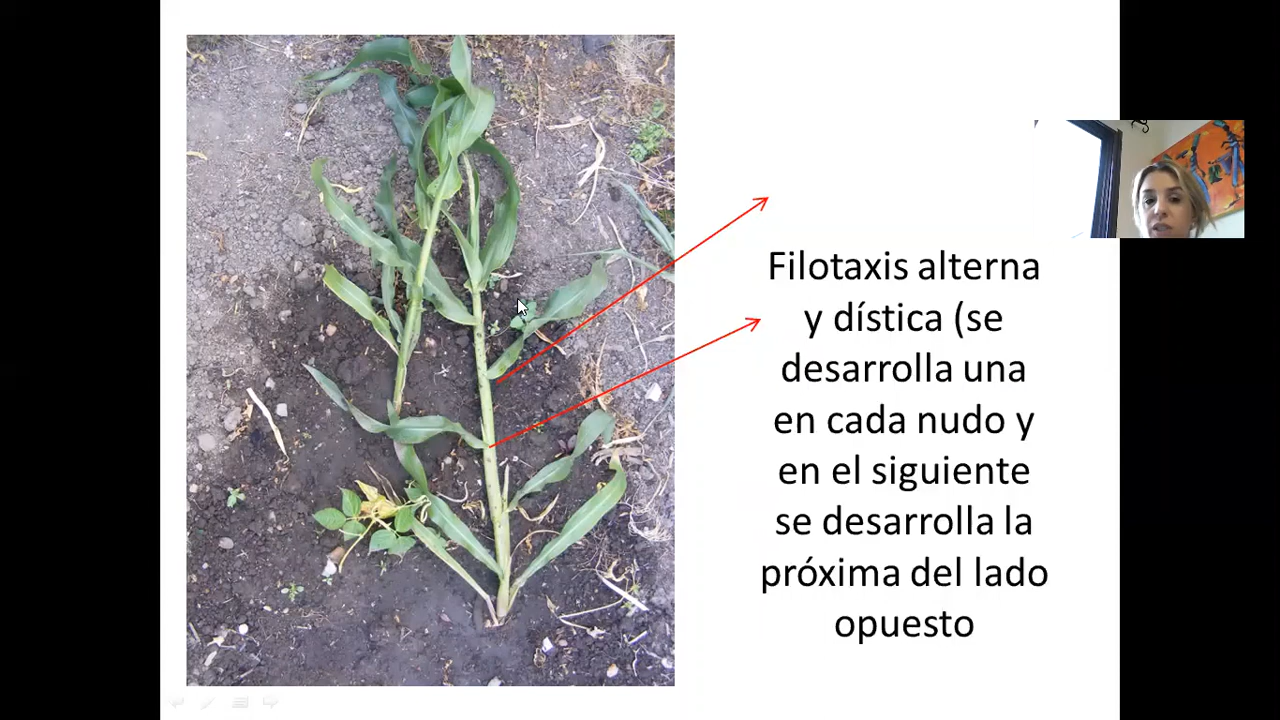 Filotaxis alterna
y dística (se
desarrolla una
en cada nudo y
en el siguiente
se desarrolla la
próxima del lado
opuesto